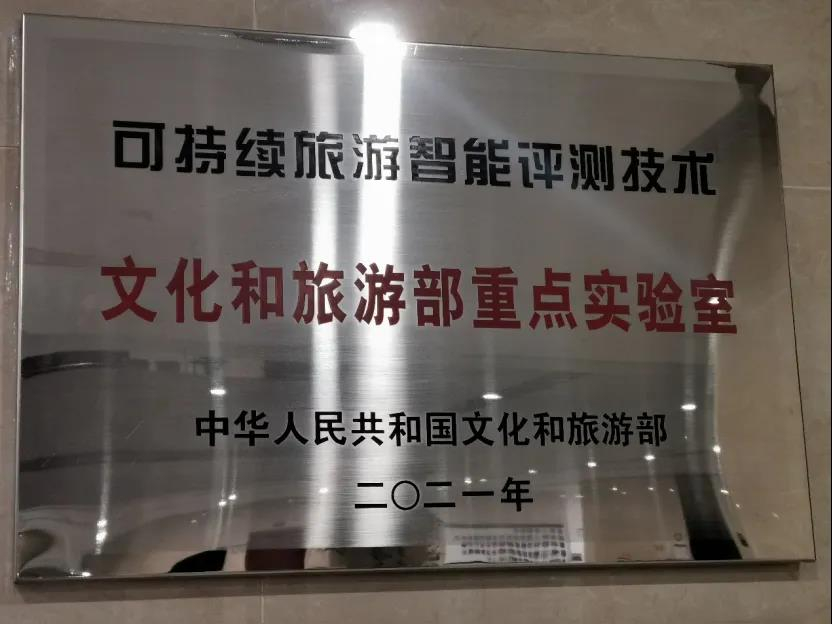 可持续旅游智能评测技术
文化和旅游部重点实验室
中华人民共和国文化和旅游部
二〇二一年